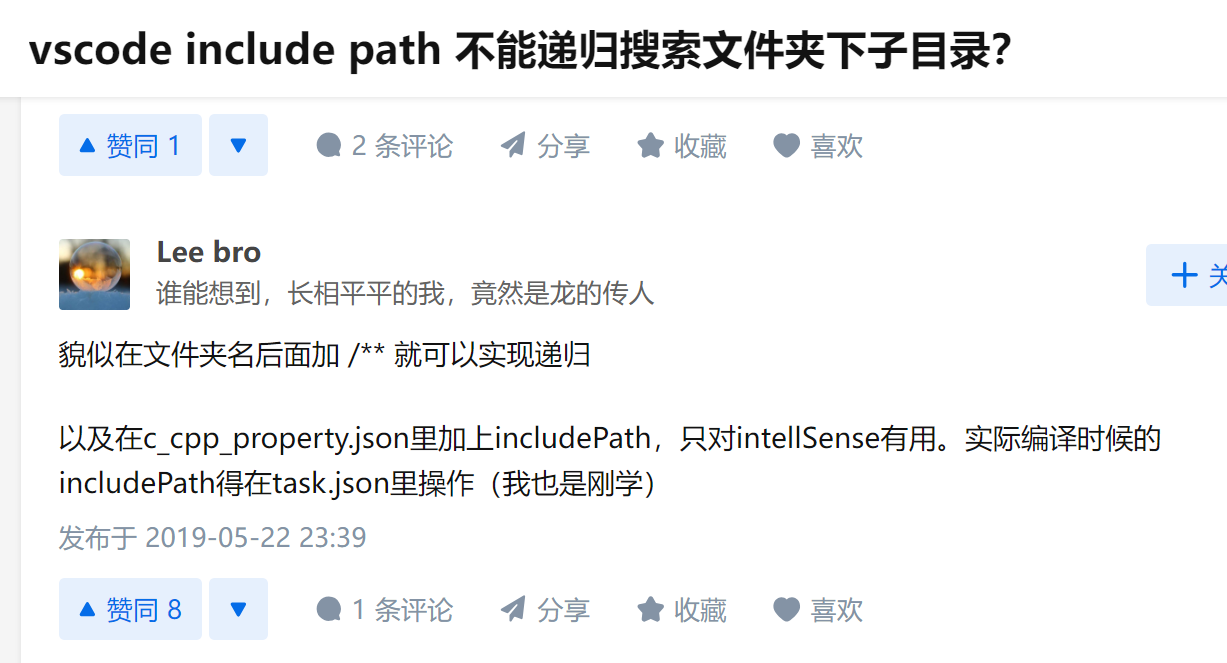 vscode include path 不能递归搜索文件夹下子目录？
赞同 1
2 条评论
分享
收藏
喜欢
Lee bro
谁能想到，长相平平的我，竟然是龙的传人
关
貌似在文件夹名后面加 /** 就可以实现递归
以及在c_cpp_property.json里加上includePath，只对intellSense有用。实际编译时候的
includePath得在task.json里操作（我也是刚学）
发布于 2019-05-22 23:39
赞同 8
1 条评论
分享
收藏
喜欢